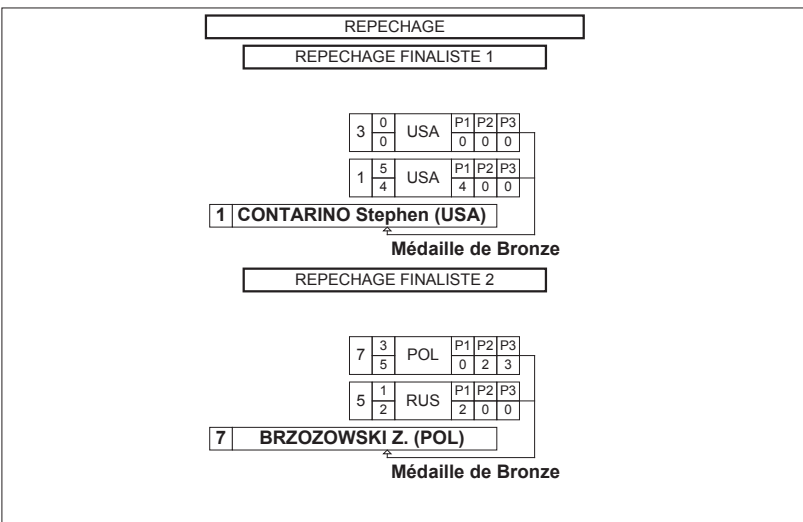 REPECHAGE
REPECHAGE FINALISTE 1
3 0 USA P1 P2 P3
0 0 0 0
1 5 USA P1 P2 P3
4 4 0 0
1 CONTARINO Stephen (USA)
Médaille de Bronze
REPECHAGE FINALISTE 2
7 3 POL P1 P2 P3
5 0 2 3
5 1 RUS P1 P2 P3
2 2 0 0
7 BRZOZOWSKI Z. (POL)
Médaille de Bronze